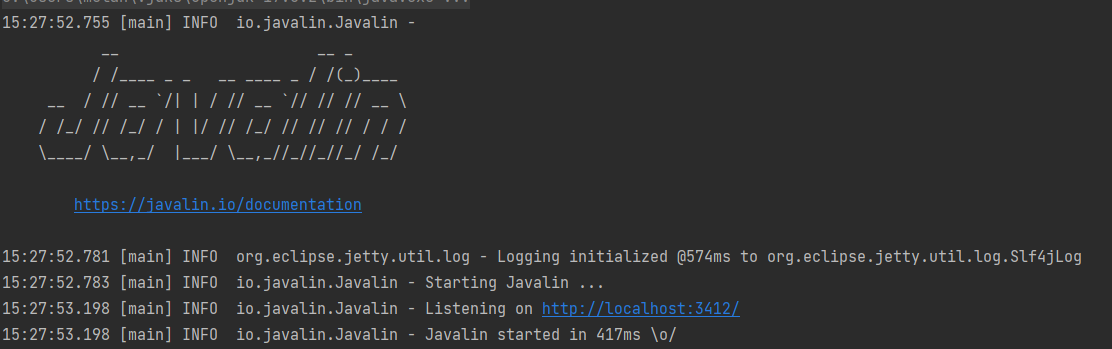 15:27:52.755 [main] INFO  io.javalin.Javalin -
           __                      __ _
          / /____ _ _   __ ____ _ / /(_)____
     __  / // __ `/| | / // __ `// // // __ \
    / /_/ // /_/ / | |/ // /_/ // // // / / /
    \____/ \__,_/  |___/ \__,_//_//_//_/ /_/
https://javalin.io/documentation
15:27:52.781 [main] INFO  org.eclipse.jetty.util.log - Logging initialized @574ms to org.eclipse.jetty.util.log.Slf4jLog
15:27:52.783 [main] INFO  io.javalin.Javalin - Starting Javalin ...
15:27:53.198 [main] INFO  io.javalin.Javalin - Listening on http://localhost:3412/
15:27:53.198 [main] INFO  io.javalin.Javalin - Javalin started in 417ms \o/